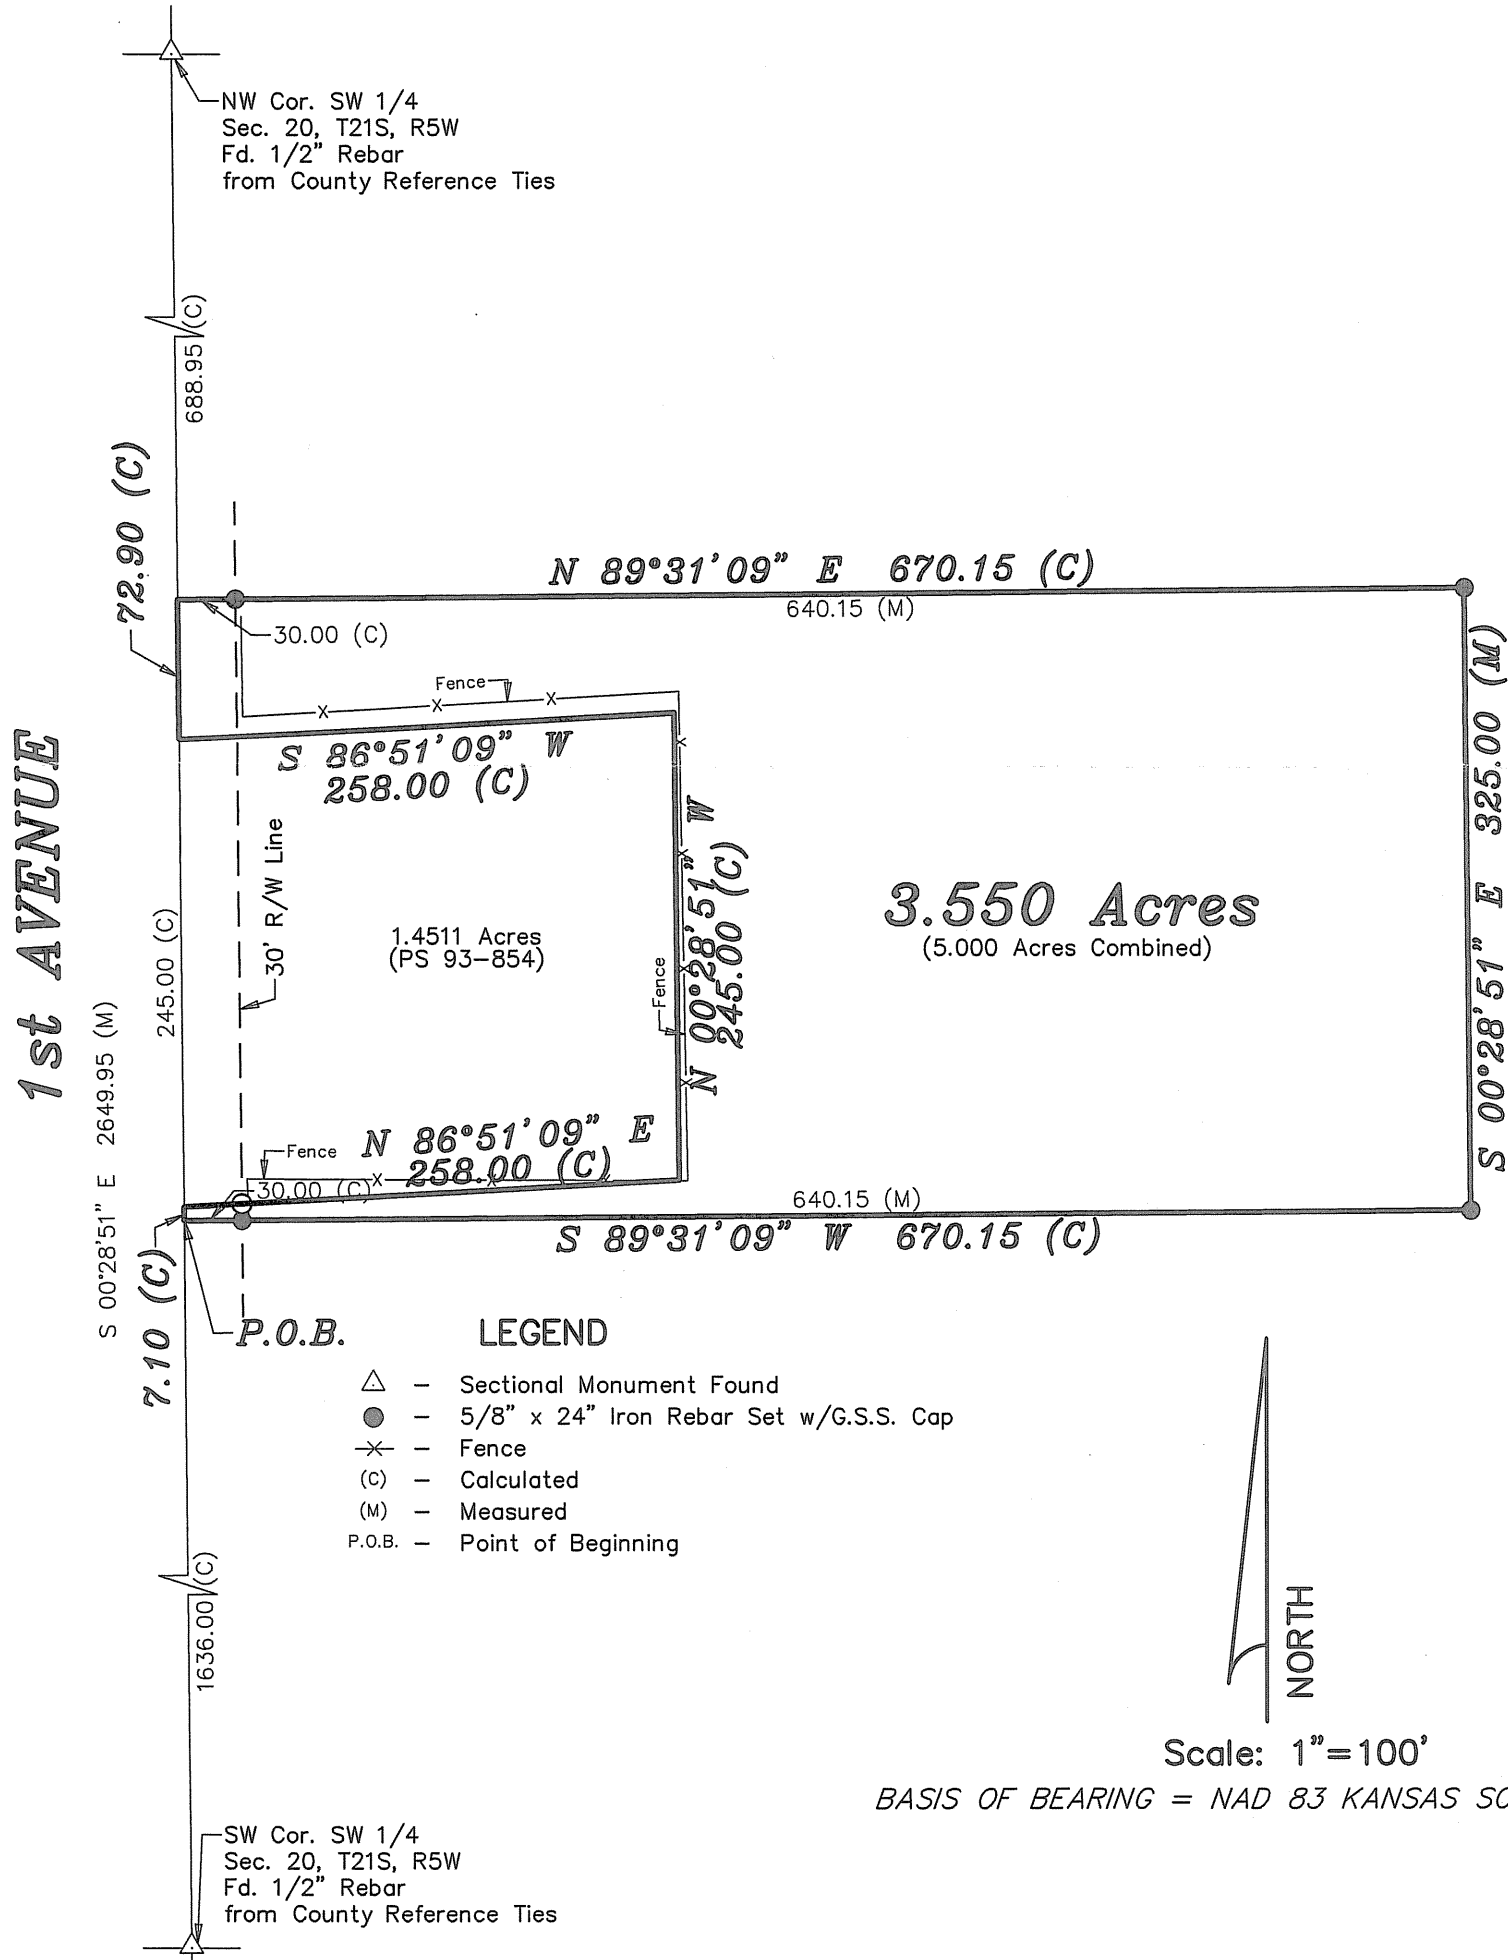 NW Cor. SW 1/4
Sec. 20, T21S, R5W
Fd. 1/2" Rebar
from County Reference Ties
688.95 (C)
72.90 (C)
N 89°31'09" E 670.15 (C)
640.15 (M)
30.00 (C)
Fence
S 86°51'09" W
258.00 (C)
1st AVENUE
245.00 (C)
S 00°28'51" E 2649.95 (M)
30' R/W Line
1.4511 Acres
(PS 93-854)
Fence
N 00°28'51" W
245.00 (C)
3.550 Acres
(5.000 Acres Combined)
S 00°28'51" E 325.00 (M)
Fence
N 86°51'09" E
258.00 (C)
30.00 (C)
640.15 (M)
S 89°31'09" W 670.15 (C)
7.10 (C)
P.O.B.
LEGEND
– Sectional Monument Found
– 5/8" x 24" Iron Rebar Set w/G.S.S. Cap
– Fence
(C) – Calculated
(M) – Measured
P.O.B. – Point of Beginning
1636.00 (C)
NORTH
Scale: 1"=100'
BASIS OF BEARING = NAD 83 KANSAS SO
SW Cor. SW 1/4
Sec. 20, T21S, R5W
Fd. 1/2" Rebar
from County Reference Ties